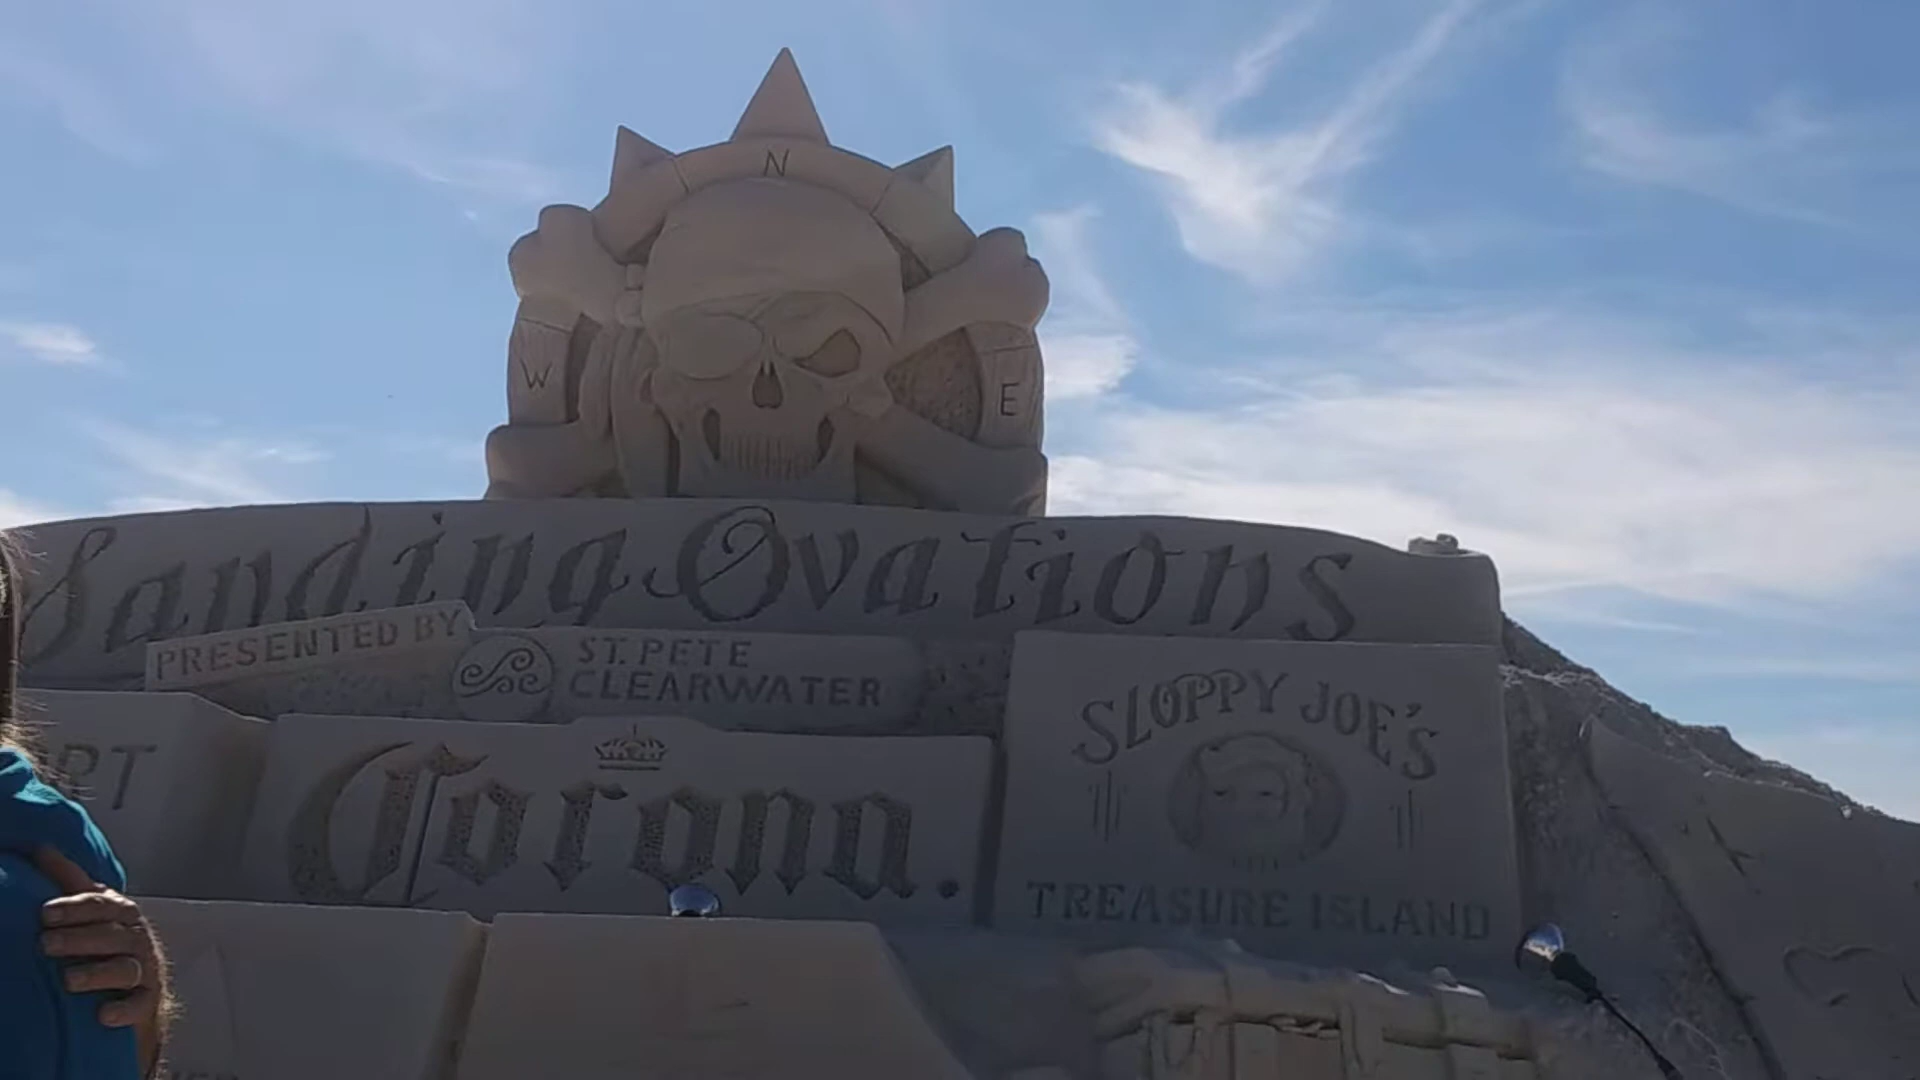 N
W
E
Sanding Ovations
PRESENTED BY
ST. PETE
CLEARWATER
SLOPPY JOE'S
TREASURE ISLAND
Corona.